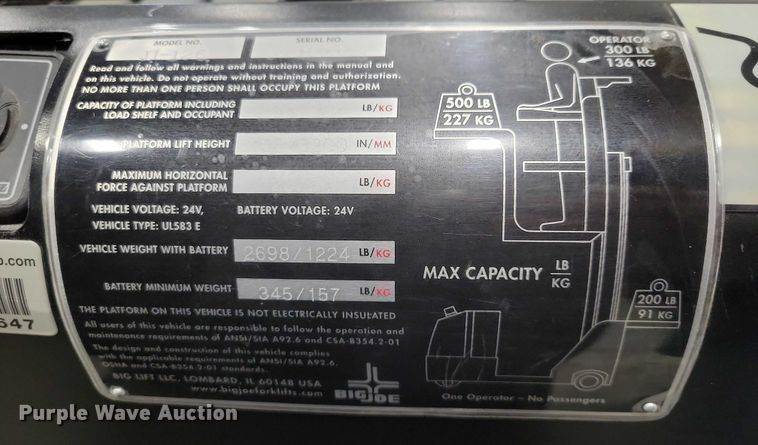 MODEL NO.
SERIAL NO.
Read and follow all warnings and instructions in the manual and
on this vehicle. Do not operate without training and authorization.
NO MORE THAN ONE PERSON SHALL OCCUPY THIS PLATFORM
CAPACITY OF PLATFORM INCLUDING
LOAD SHELF AND OCCUPANT
LB/KG
PLATFORM LIFT HEIGHT
IN/MM
MAXIMUM HORIZONTAL
FORCE AGAINST PLATFORM
LB/KG
VEHICLE VOLTAGE: 24V, BATTERY VOLTAGE: 24V
VEHICLE TYPE: UL583 E
VEHICLE WEIGHT WITH BATTERY 2698/1224 LB/KG
BATTERY MINIMUM WEIGHT 345/157 LB/KG
THE PLATFORM ON THIS VEHICLE IS NOT ELECTRICALLY INSULATED
All users of this vehicle are responsible to follow the operation and
maintenance requirements of ANSI/SIA A92.6 and CSA-B354.2-01
The design and construction of this vehicle complies
with the applicable requirements of ANSI/SIA A92.6,
OSHA and CSA-B354.2-01 standards.
BIG LIFT LLC, LOMBARD, IL 60148 USA
www.bigjoeforklifts.com
BIG JOE
OPERATOR
300 LB
136 KG
500 LB
227 KG
MAX CAPACITY LB
KG
200 LB
91 KG
One Operator – No Passengers
.com
547
Purple Wave Auction